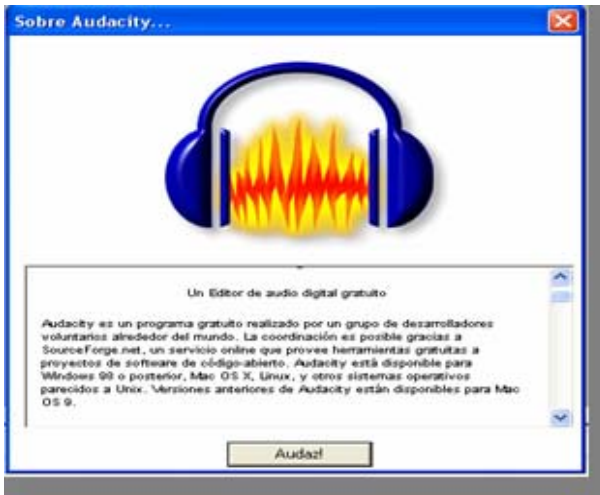 Sobre Audacity...
Un Editor de audio digital gratuito
Audacity es un programa gratuito realizado por un grupo de desarrolladores
voluntarios alrededor del mundo. La coordinación es posible gracias a
SourceForge.net, un servicio online que provee herramientas gratuitas a
proyectos de software de código-abierto. Audacity está disponible para
Windows 98 o posterior, Mac OS X, Linux, y otros sistemas operativos
parecidos a Unix. Versiones anteriores de Audacity están disponibles para Mac
OS 9.
Audaz!